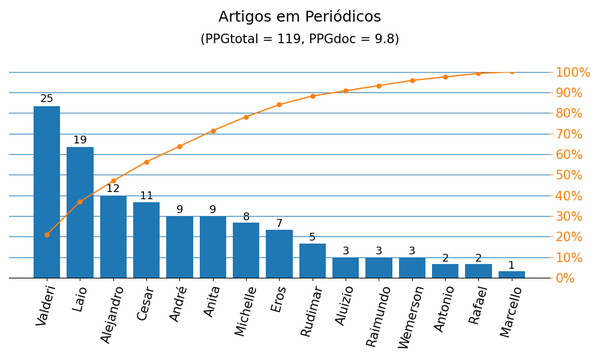 Artigos em Periódicos
(PPGtotal = 119, PPGdoc = 9.8)
100%
90%
80%
70%
60%
50%
40%
30%
20%
10%
0%
25
19
12
11
9
9
8
7
5
3
3
3
2
2
1
Valderi
Laio
Alejandro
Cesar
André
Anita
Michelle
Eros
Rudimar
Aluizio
Raimundo
Wemerson
Antonio
Rafael
Marcello